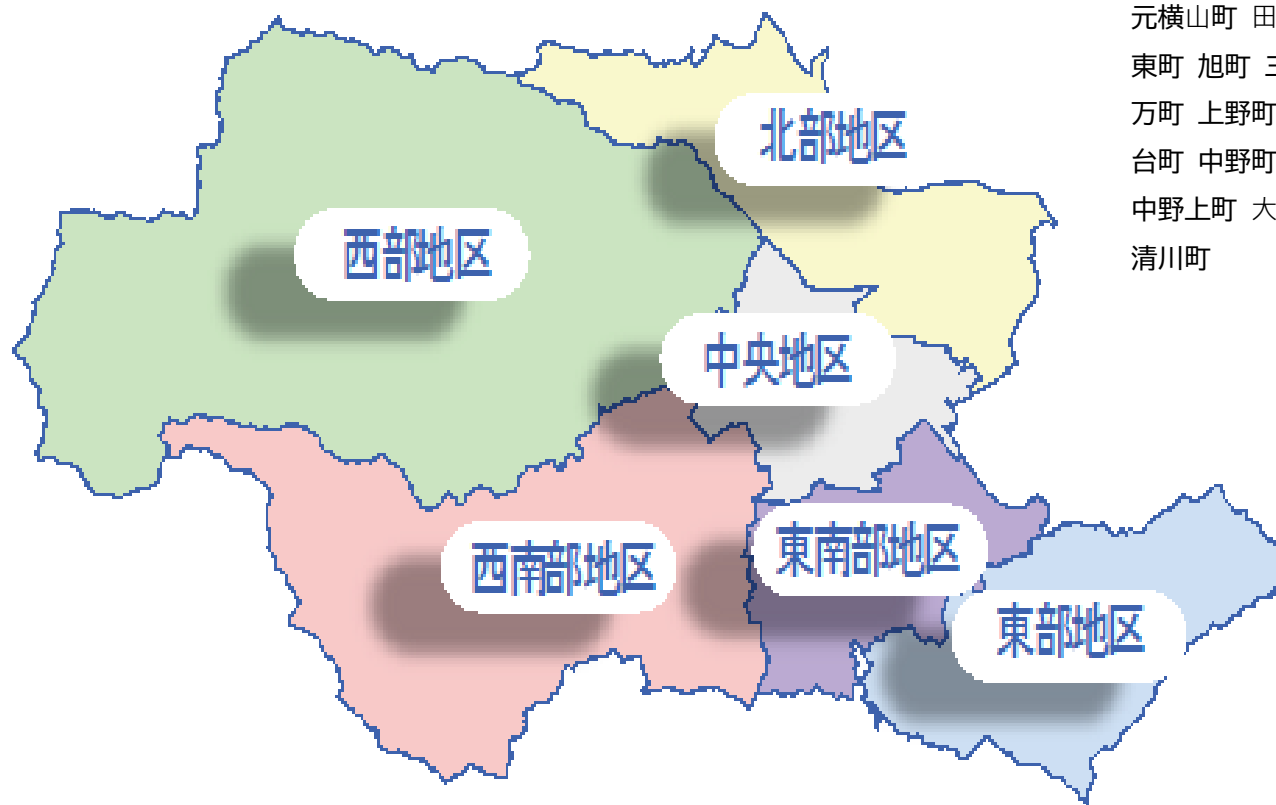 元横山町 田
東町 旭町
万町 上野町
台町 中野町
中野上町 大
清川町
北部地区
西部地区
中央地区
西南部地区
東南部地区
東部地区